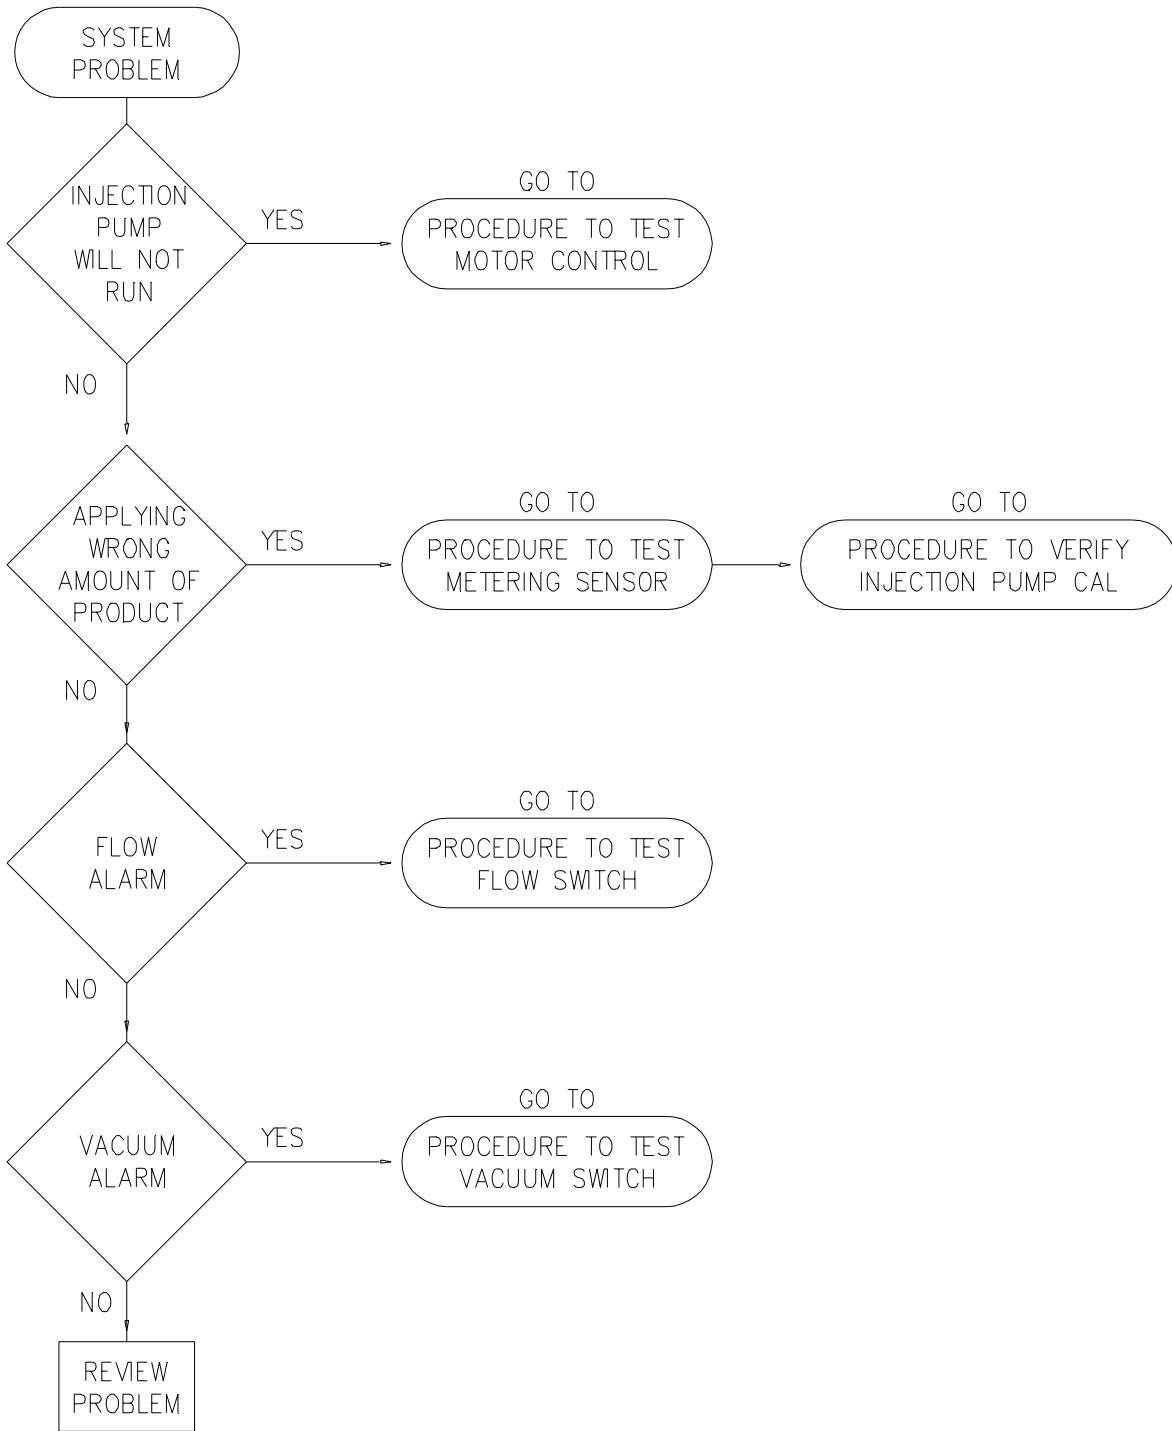 SYSTEM
PROBLEM
INJECTION
PUMP
WILL NOT
RUN
YES
GO TO
PROCEDURE TO TEST
MOTOR CONTROL
NO
APPLYING
WRONG
AMOUNT OF
PRODUCT
YES
GO TO
PROCEDURE TO TEST
METERING SENSOR
GO TO
PROCEDURE TO VERIFY
INJECTION PUMP CAL
NO
FLOW
ALARM
YES
GO TO
PROCEDURE TO TEST
FLOW SWITCH
NO
VACUUM
ALARM
YES
GO TO
PROCEDURE TO TEST
VACUUM SWITCH
NO
REVIEW
PROBLEM